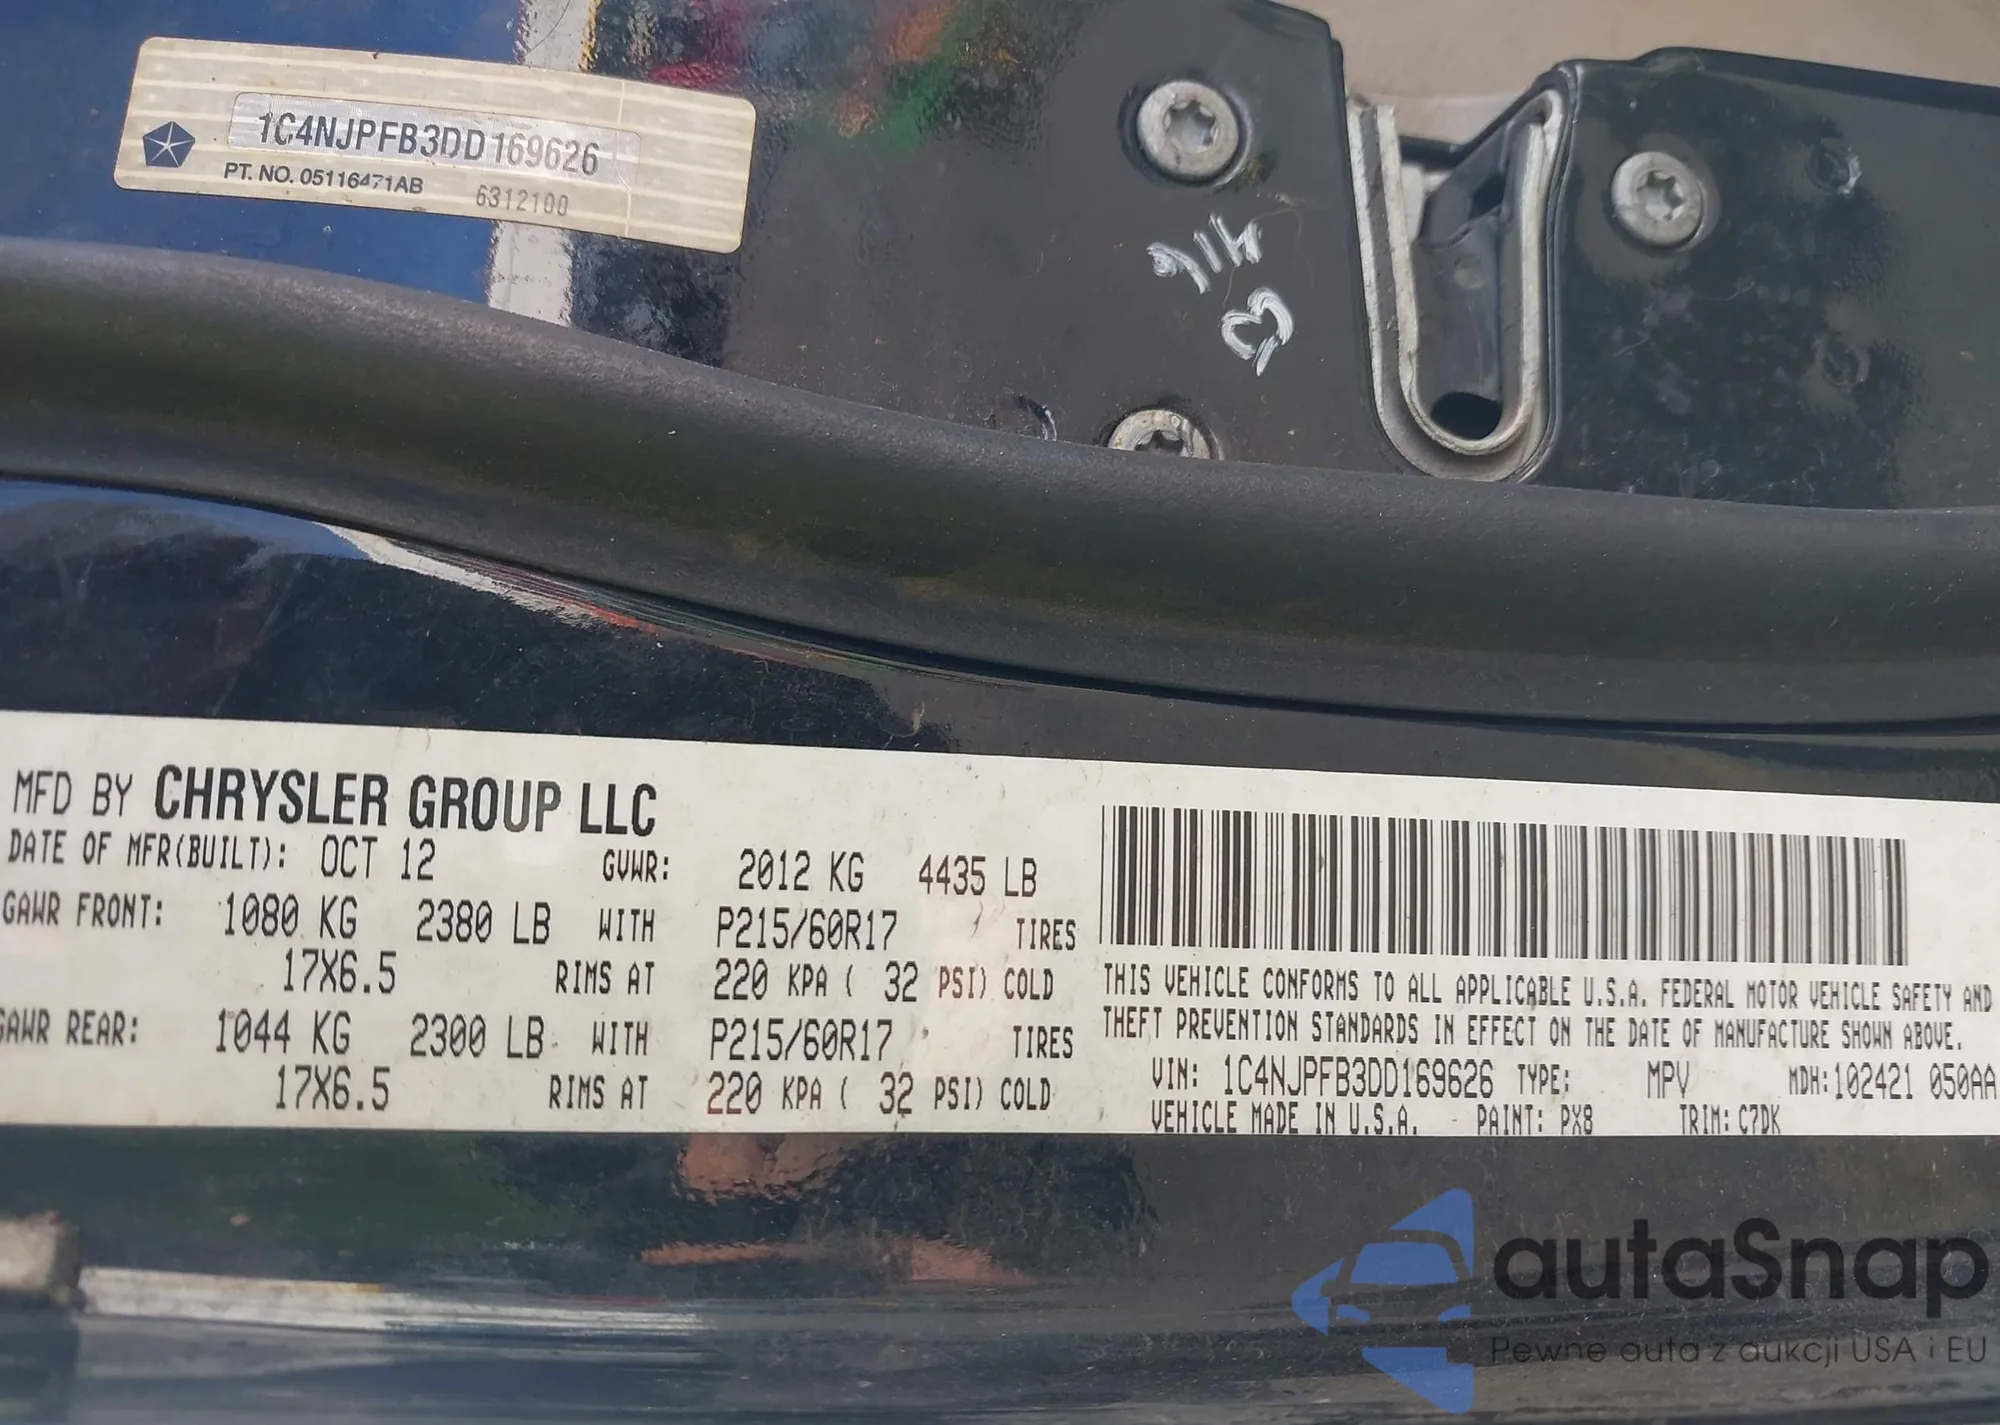 1C4NJPFB3DD169626
PT. NO. 05116471AB 6312100
MFD BY CHRYSLER GROUP LLC
DATE OF MFR(BUILT): OCT 12 GVWR: 2012 KG 4435 LB
GAWR FRONT: 1080 KG 2380 LB WITH P215/60R17 TIRES
17X6.5 RIMS AT 220 KPA ( 32 PSI) COLD
GAWR REAR: 1044 KG 2300 LB WITH P215/60R17 TIRES
17X6.5 RIMS AT 220 KPA ( 32 PSI) COLD
THIS VEHICLE CONFORMS TO ALL APPLICABLE U.S.A. FEDERAL MOTOR VEHICLE SAFETY AND
THEFT PREVENTION STANDARDS IN EFFECT ON THE DATE OF MANUFACTURE SHOWN ABOVE.
VIN: 1C4NJPFB3DD169626 TYPE: MPV MDH:102421 050AA
VEHICLE MADE IN U.S.A. PAINT: PX8 TRIM: C7DK
autaSnap
Pewne auta z aukcji USA i EU